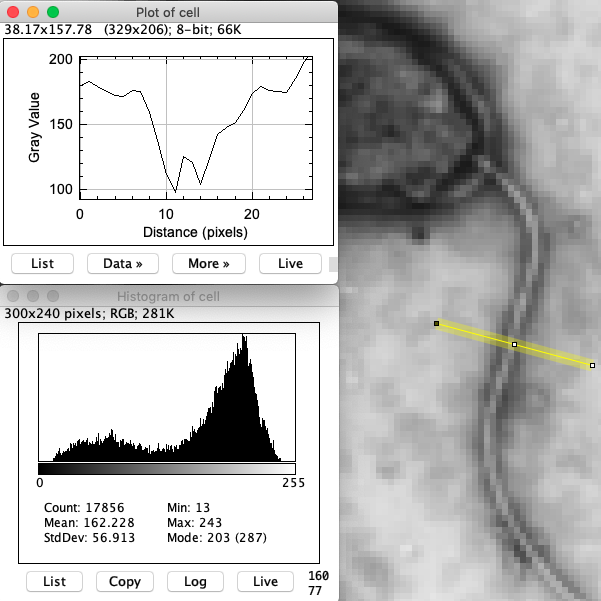 Plot of cell
38.17x157.78 (329x206); 8-bit; 66K
200
150
100
Gray Value
0 10 20
Distance (pixels)
List Data » More » Live
Histogram of cell
300x240 pixels; RGB; 281K
0 255
Count: 17856 Min: 13
Mean: 162.228 Max: 243
StdDev: 56.913 Mode: 203 (287)
List Copy Log Live 160
77